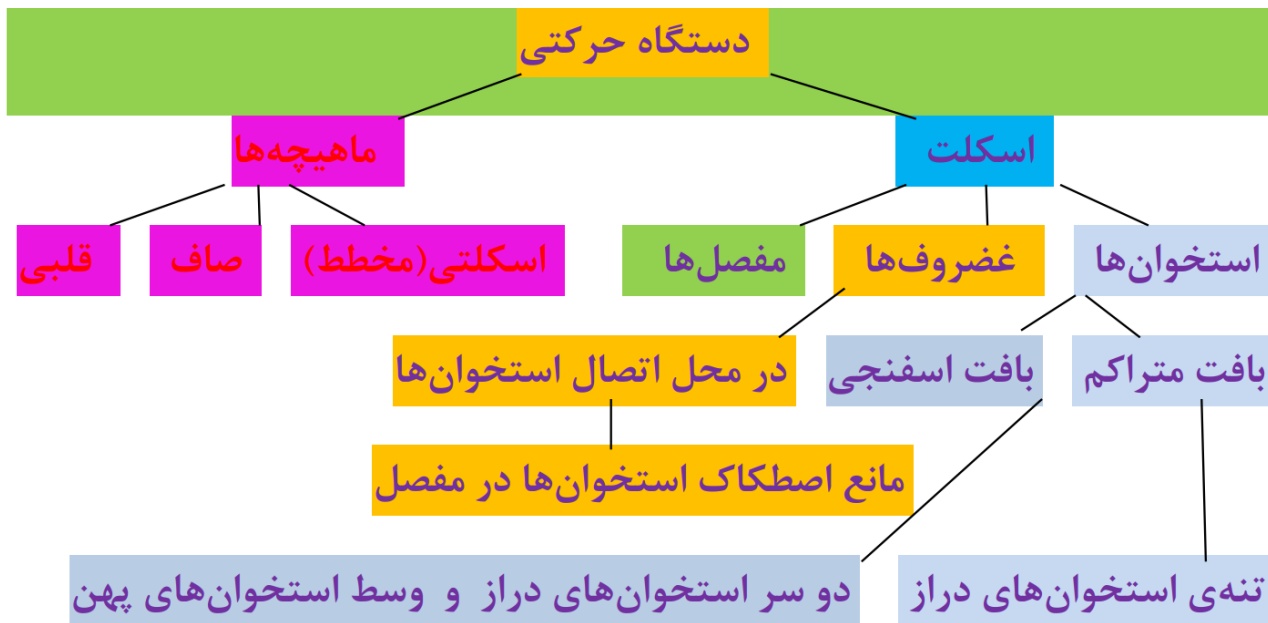 دستگاه حرکتی
اسکلت
ماهیچه‌ها
استخوان‌ها
غضروف‌ها
مفصل‌ها
اسکلتی(مخطط)
صاف
قلبی
بافت متراکم
بافت اسفنجی
در محل اتصال استخوان‌ها
مانع اصطکاک استخوان‌ها در مفصل
تنه‌ی استخوان‌های دراز
دو سر استخوان‌های دراز و وسط استخوان‌های پهن